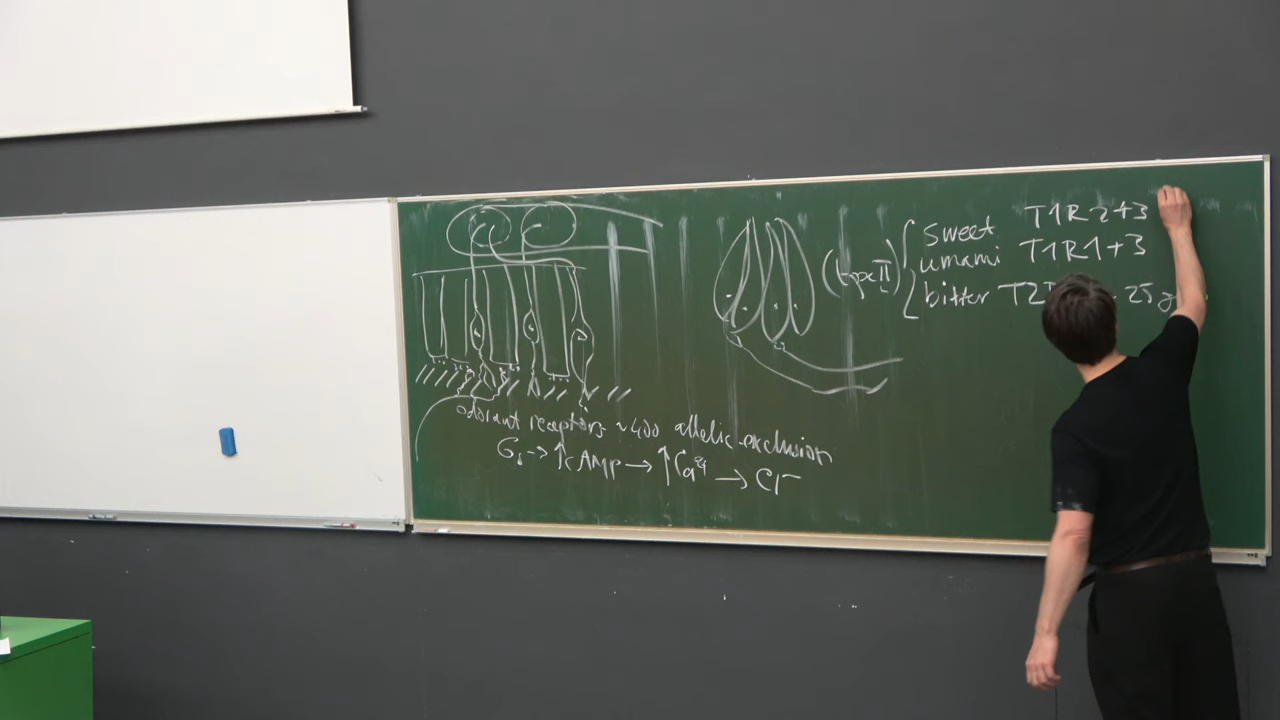 odorant receptors ~400 allelic exclusion
→ ↑cAMP → ↑Ca²⁺ → Cl⁻
(type II)
sweet T1R2+3
umami T1R1+3
bitter 25